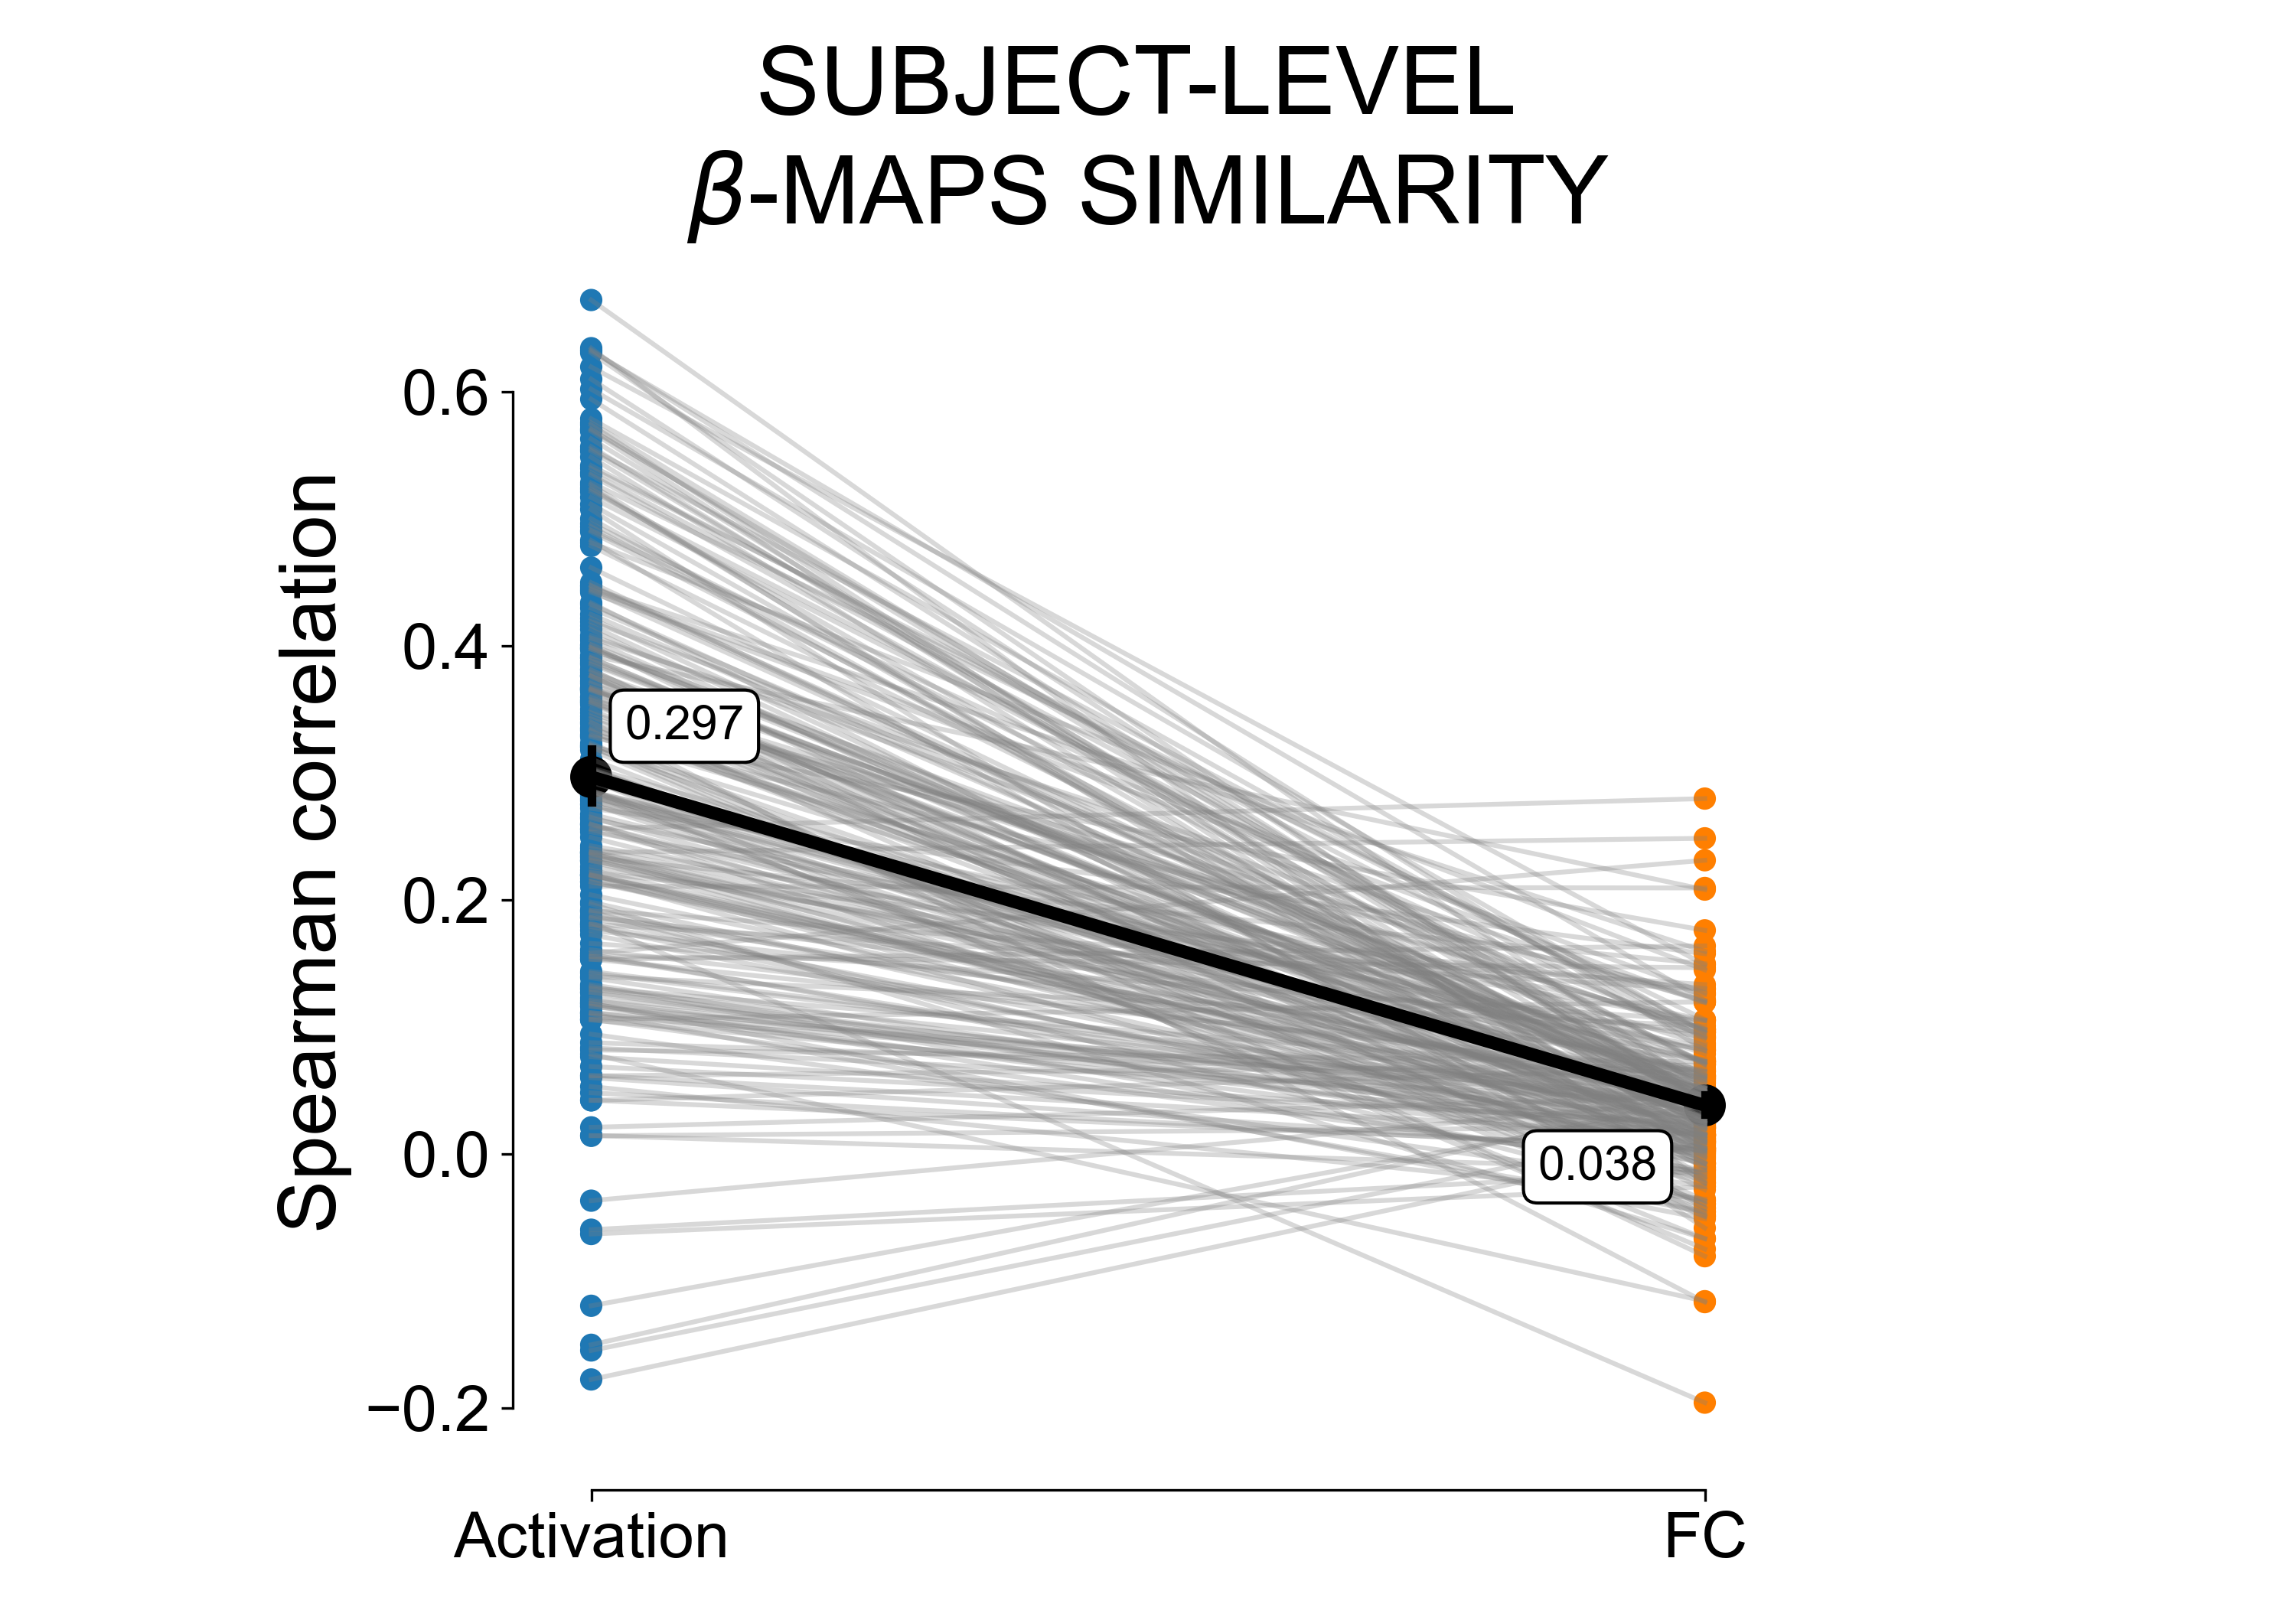 SUBJECT-LEVEL
β-MAPS SIMILARITY
Spearman correlation
0.6
0.4
0.2
0.0
−0.2
0.297
0.038
Activation
FC